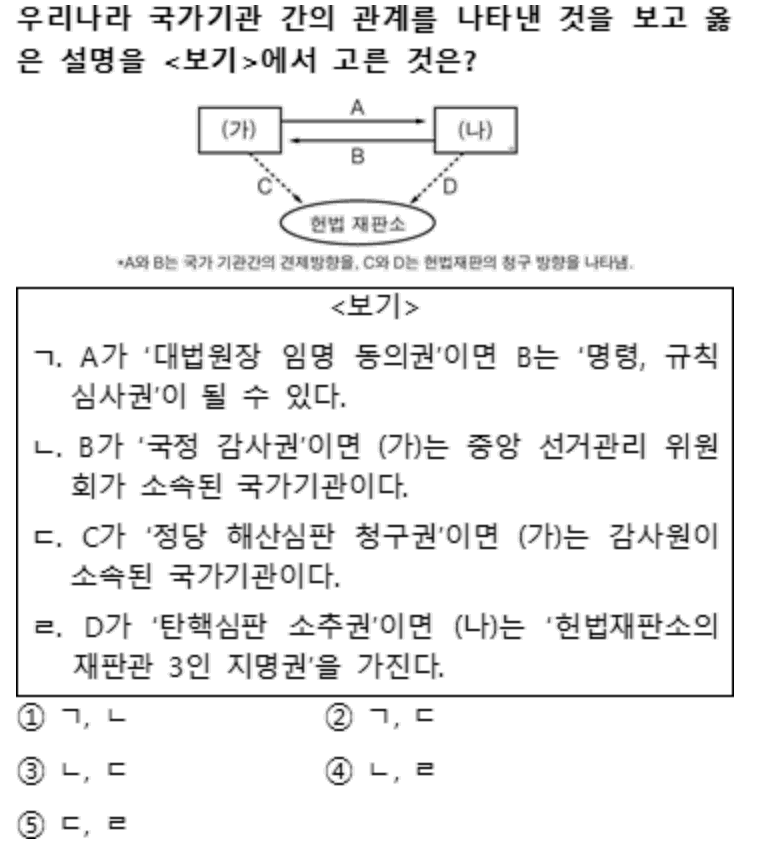 우리나라 국가기관 간의 관계를 나타낸 것을 보고 옳
은 설명을 <보기>에서 고른 것은?
A
(가) (나)
B
C D
헌법 재판소
*A와 B는 국가 기관간의 견제방향을, C와 D는 헌법재판의 청구 방향을 나타냄.
<보기>
ㄱ. A가 '대법원장 임명 동의권'이면 B는 '명령, 규칙
심사권'이 될 수 있다.
ㄴ. B가 '국정 감사권'이면 (가)는 중앙 선거관리 위원
회가 소속된 국가기관이다.
ㄷ. C가 '정당 해산심판 청구권'이면 (가)는 감사원이
소속된 국가기관이다.
ㄹ. D가 '탄핵심판 소추권'이면 (나)는 '헌법재판소의
재판관 3인 지명권'을 가진다.
① ㄱ, ㄴ ② ㄱ, ㄷ
③ ㄴ, ㄷ ④ ㄴ, ㄹ
⑤ ㄷ, ㄹ